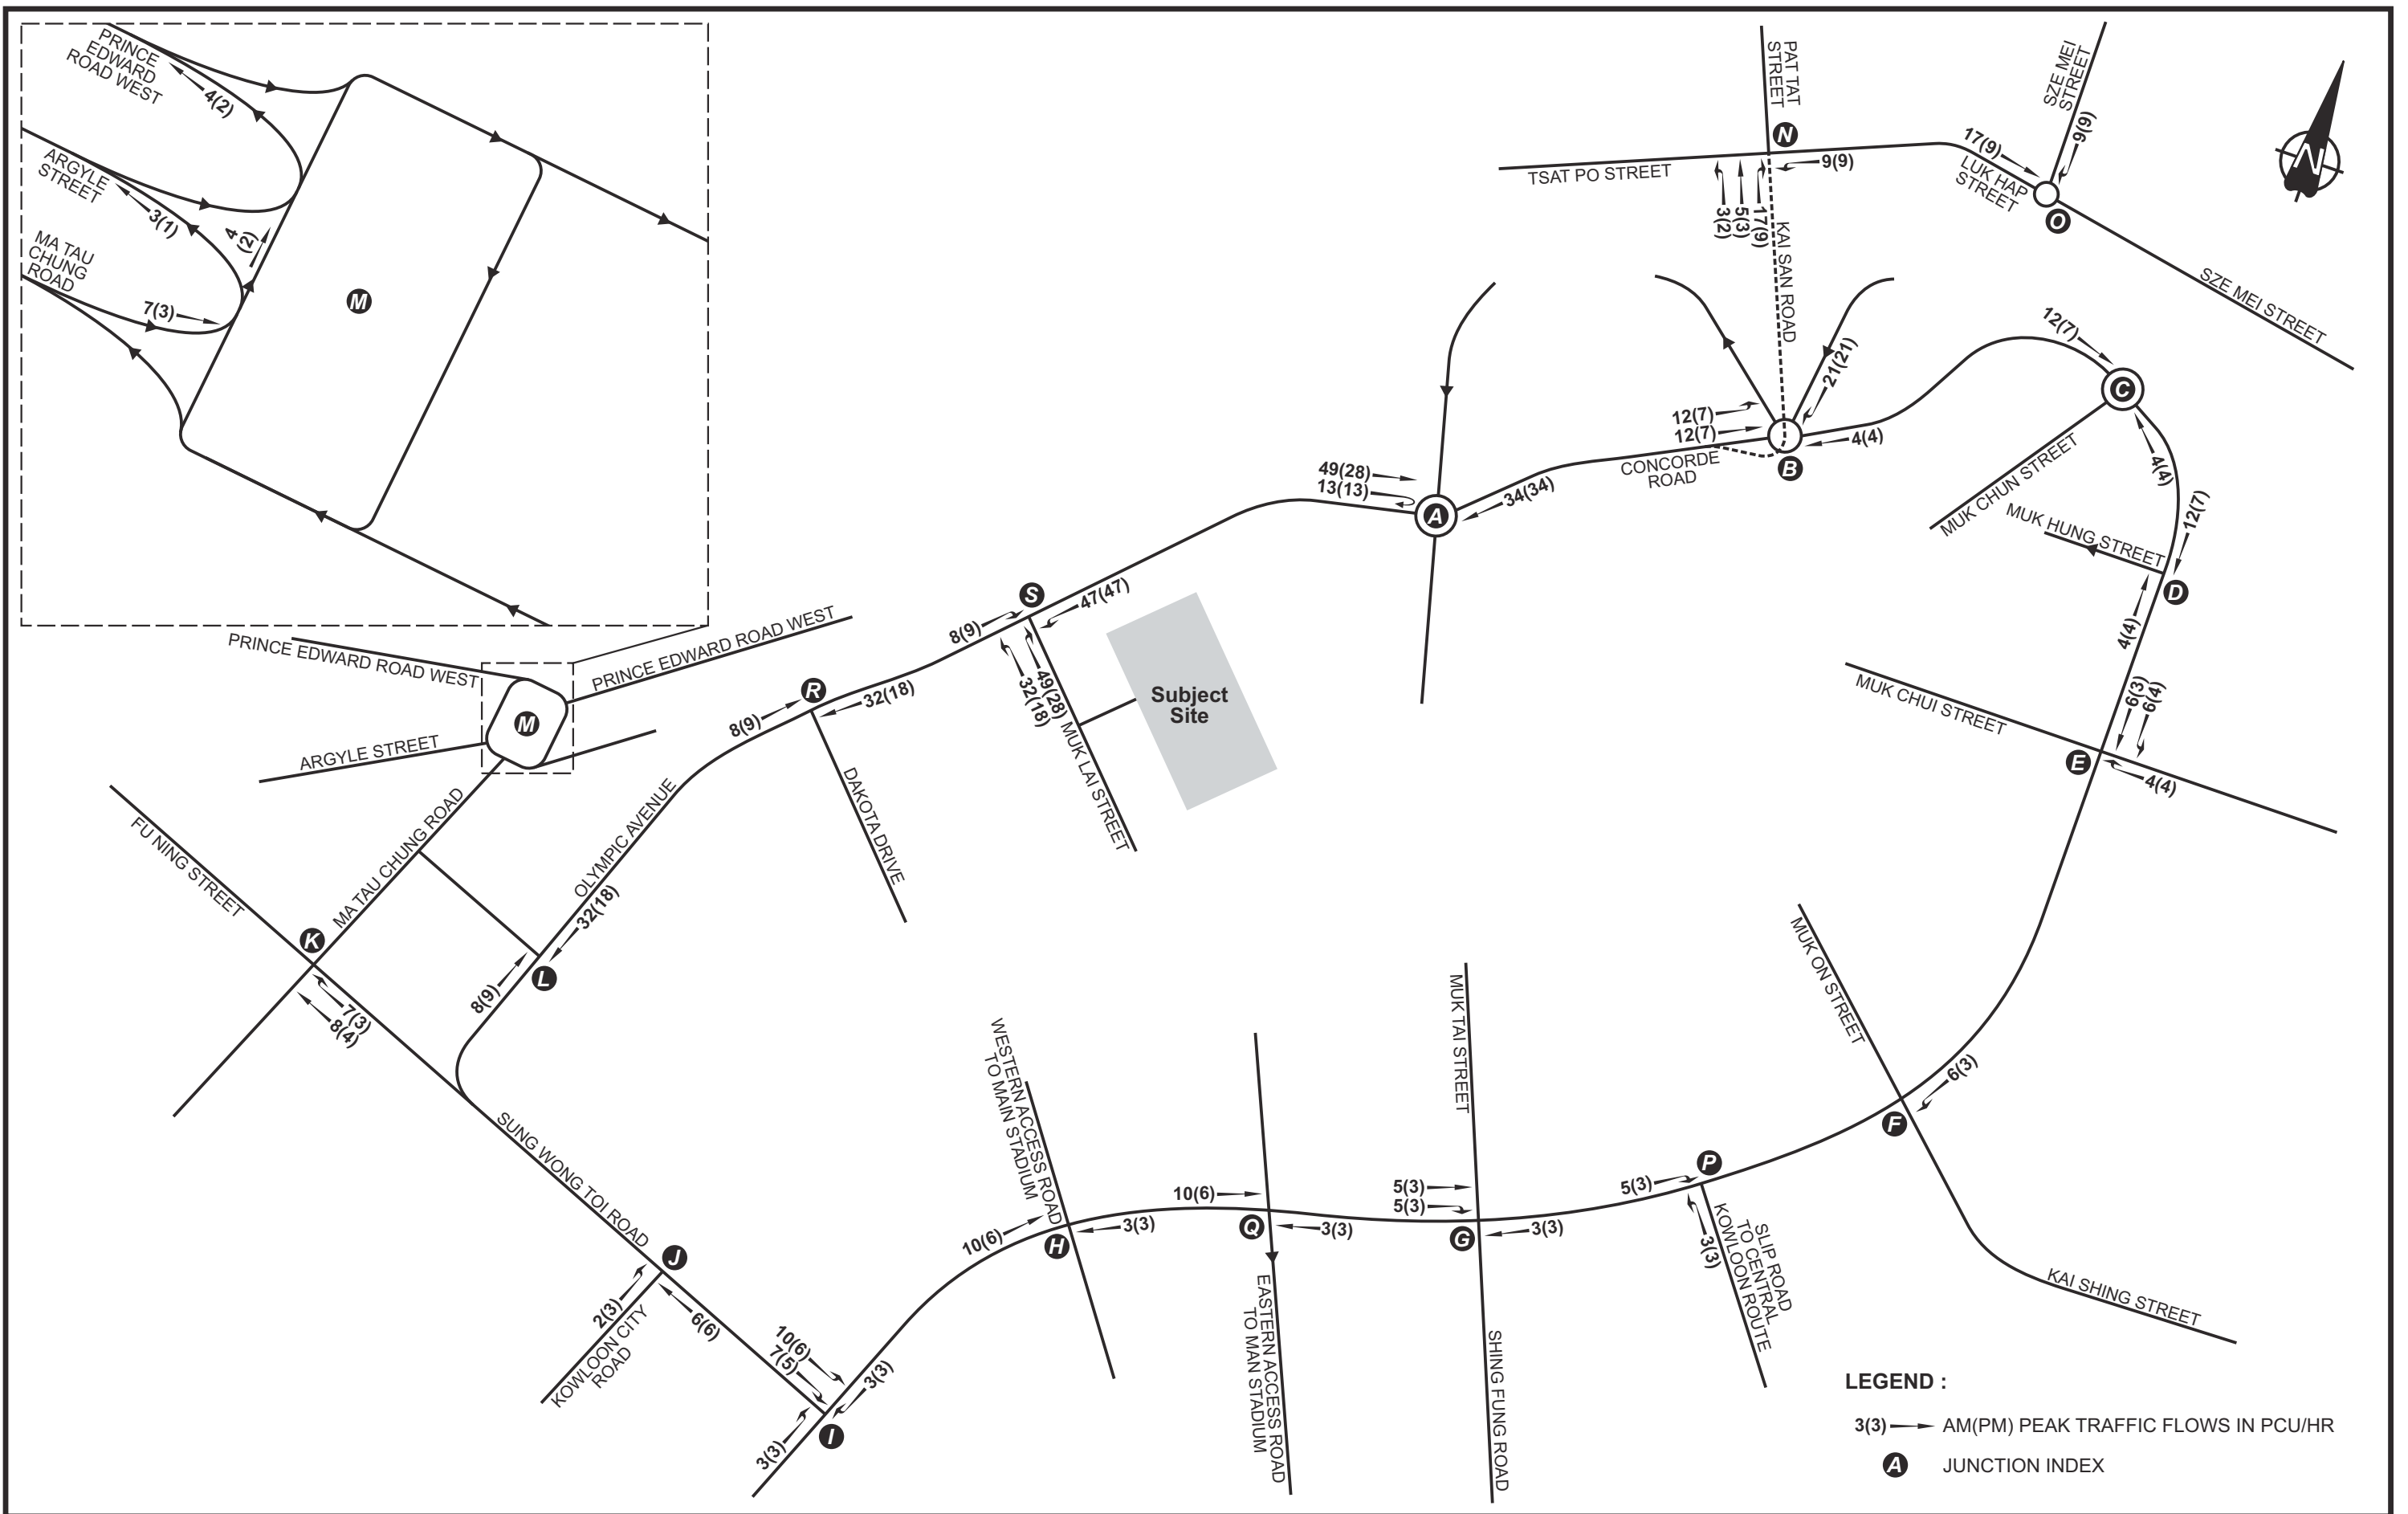 PRINCE
EDWARD
ROAD WEST
4(2)
ARGYLE
STREET
3(1)
4
(2)
MA TAU
CHUNG
ROAD
7(3)
M
PAT TAT
STREET
N
TSAT PO STREET
9(9)
3(2)
5(3)
17(9)
KAI SAN ROAD
17(9)
LUK HAP
STREET
SZE MEI
STREET
9(9)
O
SZE MEI STREET
N
12(7)
C
MUK CHUN STREET
4(4)
12(7)
21(21)
12(7)
12(7)
4(4)
B
CONCORDE
ROAD
49(28)
13(13)
A
34(34)
MUK HUNG STREET
D
4(4)
S
8(9)
47(47)
49(28)
32(18)
MUK LAI STREET
Subject
Site
PRINCE EDWARD ROAD WEST
PRINCE EDWARD ROAD WEST
M
ARGYLE STREET
R
8(9)
32(18)
DAKOTA DRIVE
MUK CHUI STREET
6(3)
6(4)
E
4(4)
FU NING STREET
MA TAU CHUNG ROAD
OLYMPIC AVENUE
32(18)
K
L
8(9)
7(3)
8(4)
SUNG WONG TOI ROAD
J
2(3)
KOWLOON CITY
ROAD
6(6)
10(6)
7(5)
3(3)
3(3)
I
WESTERN ACCESS ROAD
TO MAIN STADIUM
10(6)
H
3(3)
10(6)
Q
3(3)
EASTERN ACCESS ROAD
TO MAN STADIUM
MUK TAI STREET
5(3)
5(3)
G
3(3)
SHING FUNG ROAD
5(3)
P
3(3)
SLIP ROAD
TO CENTRAL
KOWLOON ROUTE
MUK ON STREET
6(3)
F
KAI SHING STREET
LEGEND :
3(3) AM(PM) PEAK TRAFFIC FLOWS IN PCU/HR
A JUNCTION INDEX